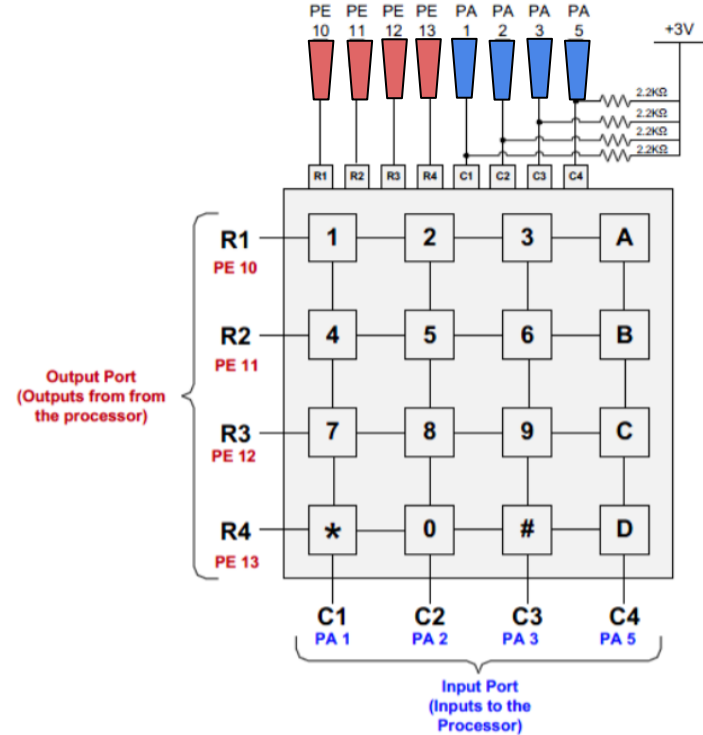 PE PE PE PE PA PA PA PA
10 11 12 13 1 2 3 5
+3V
2.2KΩ
2.2KΩ
2.2KΩ
2.2KΩ
R1 R2 R3 R4 C1 C2 C3 C4
R1 1 2 3 A
PE 10
R2 4 5 6 B
PE 11
Output Port
(Outputs from from
the processor)
R3 7 8 9 C
PE 12
R4 * 0 # D
PE 13
C1 C2 C3 C4
PA 1 PA 2 PA 3 PA 5
Input Port
(Inputs to the
Processor)